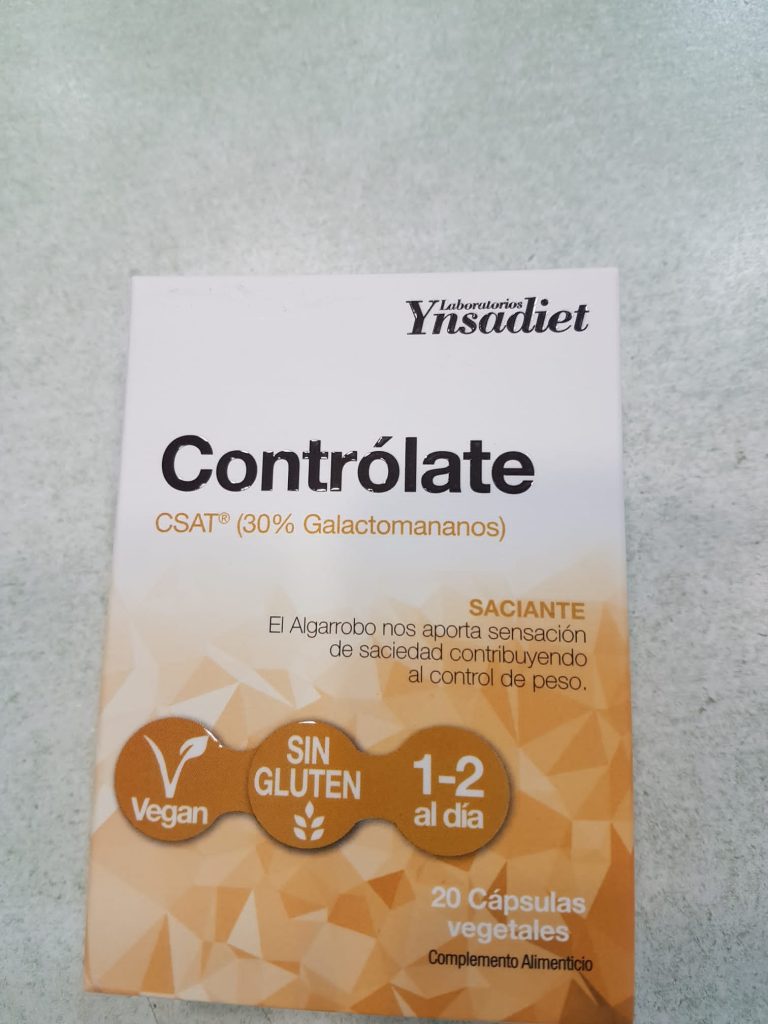 Laboratorios
Ynsadiet
Contrólate
CSAT® (30% Galactomananos)
SACIANTE
El Algarrobo nos aporta sensación
de saciedad contribuyendo
al control de peso.
Vegan
SIN
GLUTEN
1-2
al día
20 Cápsulas
vegetales
Complemento Alimenticio